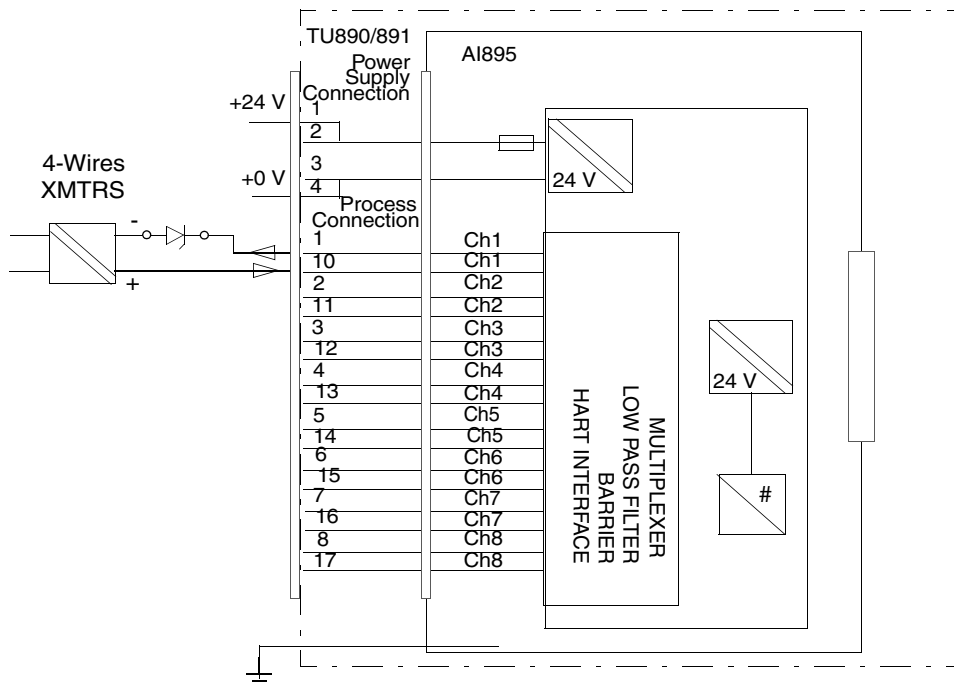 TU890/891
AI895
Power
Supply
Connection
+24 V
1
2
24 V
3
+0 V
4
4-Wires
XMTRS
Process
Connection
-
+
1 Ch1
10 Ch1
2 Ch2
11 Ch2
3 Ch3
12 Ch3
4 Ch4
13 Ch4
5 Ch5
14 Ch5
6 Ch6
15 Ch6
7 Ch7
16 Ch7
8 Ch8
17 Ch8
MULTIPLEXER
LOW PASS FILTER
BARRIER
HART INTERFACE
24 V
#